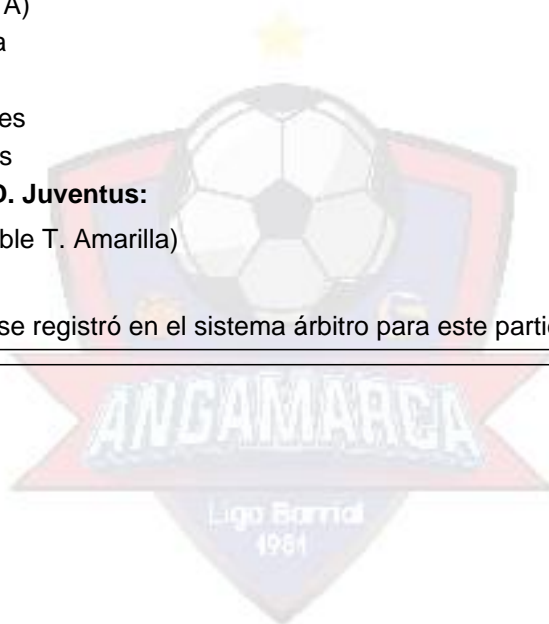 A)
a
es
s
D. Juventus:
ble T. Amarilla)
se registró en el sistema árbitro para este parti
ANGAMARCA
Liga Barrial
1981